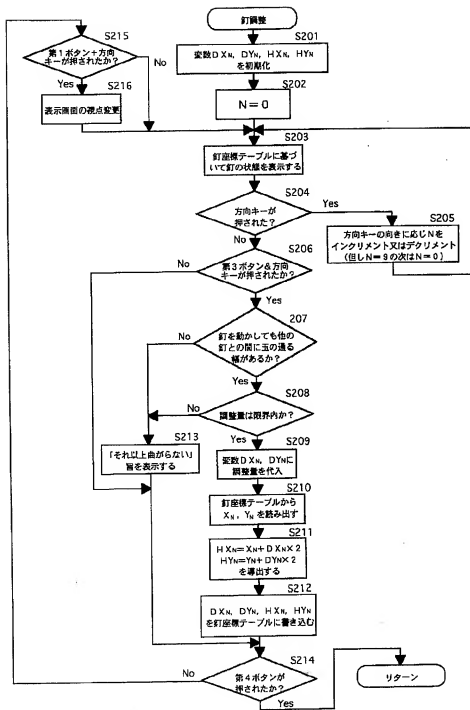 釘調整
S201
変数DXN, DYN, HXN, HYN
を初期化
S202
N=0
S203
釘座標テーブルに基づ
いて釘の状態を表示する
S204
方向キーが
押された?
Yes
No
S205
方向キーの向きに応じNを
インクリメント又はデクリメント
(但しN=9の次はN=0)
S206
第3ボタン&方向
キーが押されたか?
No
Yes
207
釘を動かしても他の
釘との間に玉の通る
幅があるか?
No
Yes
S208
調整量は限界内か?
No
Yes
S213
「それ以上曲がらない」
旨を表示する
S209
変数DXN, DYNに
調整量を代入
S210
釘座標テーブルから
XN, YNを読み出す
S211
HXN=XN+DXN×2
HYN=YN+DYN×2
を導出する
S212
DXN, DYN, HXN, HYN
を釘座標テーブルに書き込む
S214
第4ボタンが
押されたか?
No
Yes
リターン
S215
第1ボタン+方向
キーが押されたか?
No
Yes
S216
表示画面の視点変更